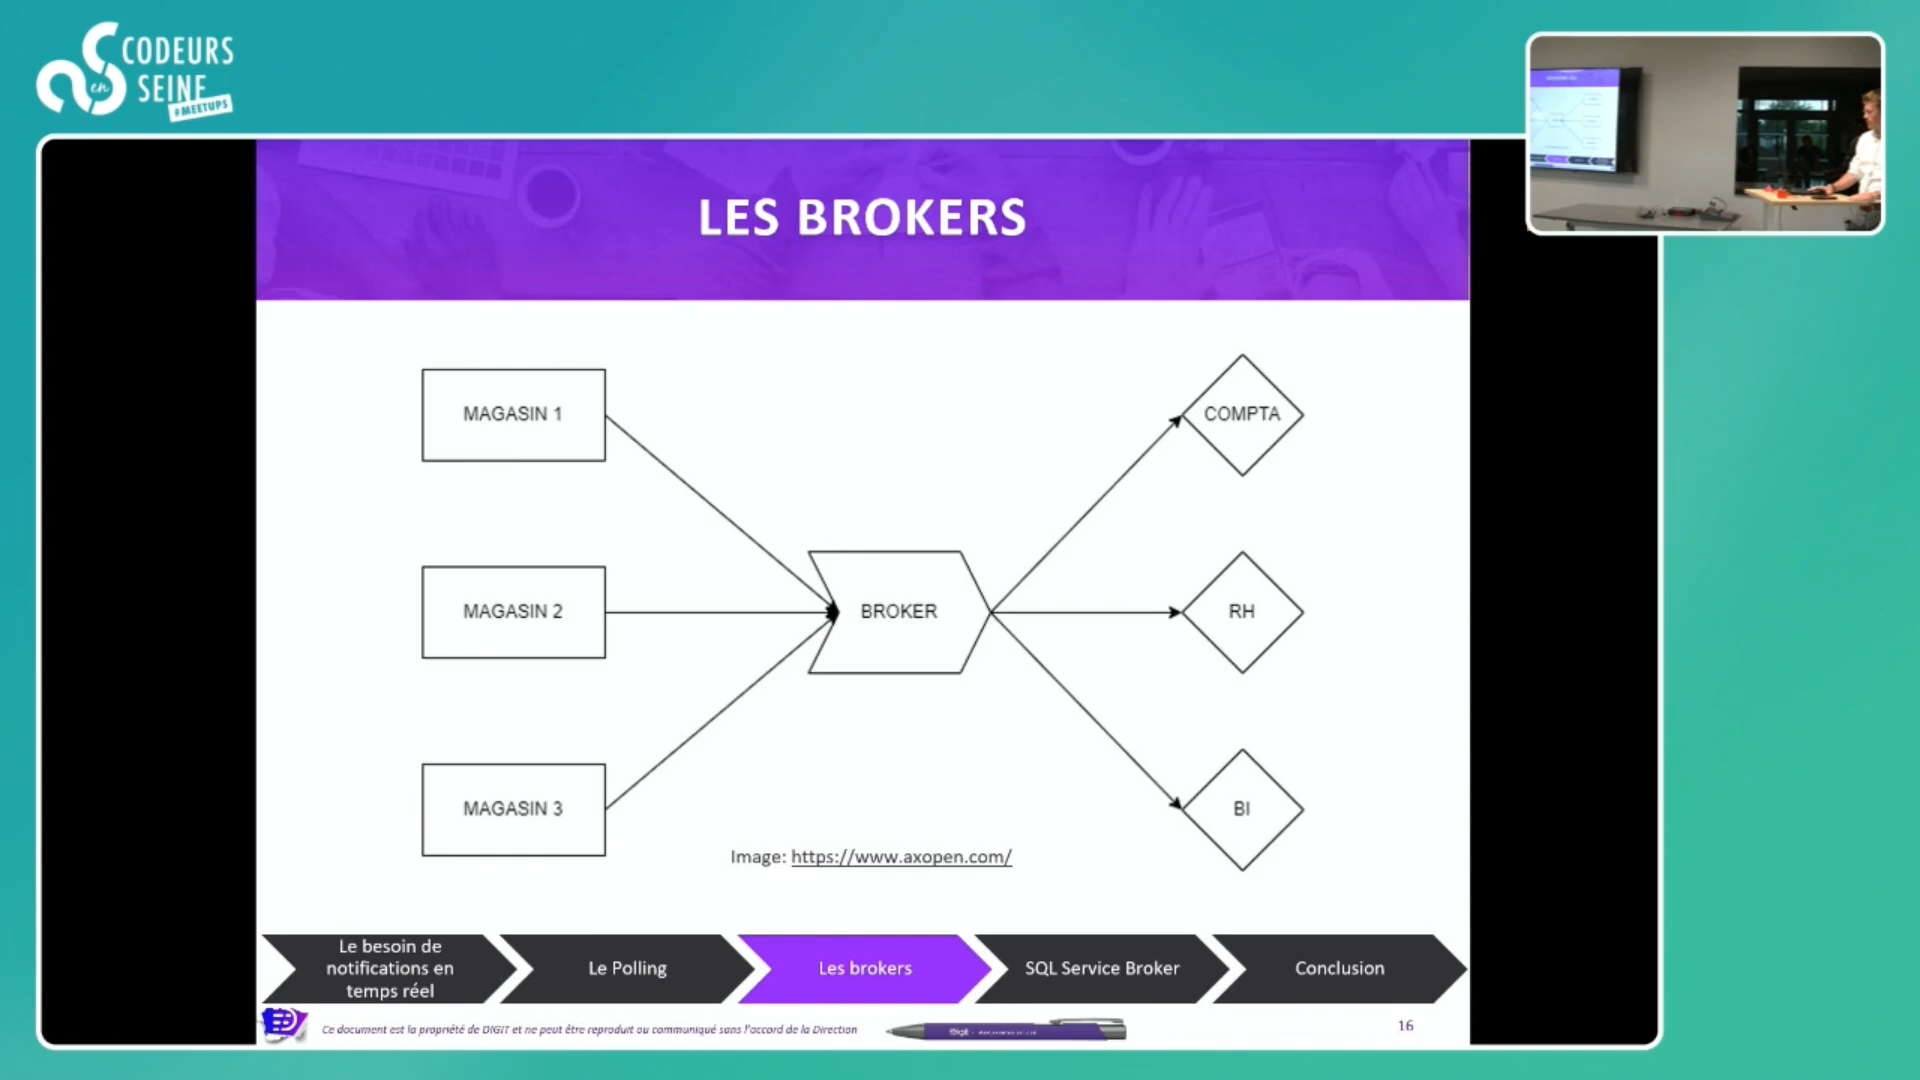 CODEURS
en
SEINE
#MEETUPS
LES BROKERS
MAGASIN 1
COMPTA
MAGASIN 2
BROKER
RH
MAGASIN 3
BI
Image: https://www.axopen.com/
Le besoin de
notifications en
temps réel
Le Polling
Les brokers
SQL Service Broker
Conclusion
Ce document est la propriété de DIGIT et ne peut être reproduit ou communiqué sans l'accord de la Direction
16